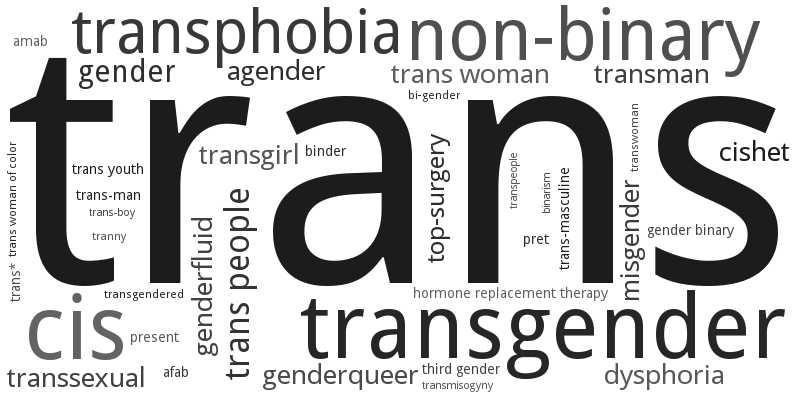 amab
transphobia
non-binary
gender
agender
trans woman
transman
bi-gender
trans
trans woman of color
trans youth
trans-man
trans-boy
tranny
transgirl
binder
top-surgery
transpeople
binarism
trans-masculine
pret
transwoman
cishet
gender binary
misgender
trans*
genderfluid
trans people
transgendered
hormone replacement therapy
cis
present
transgender
transsexual
afab
genderqueer
third gender
transmisogyny
dysphoria